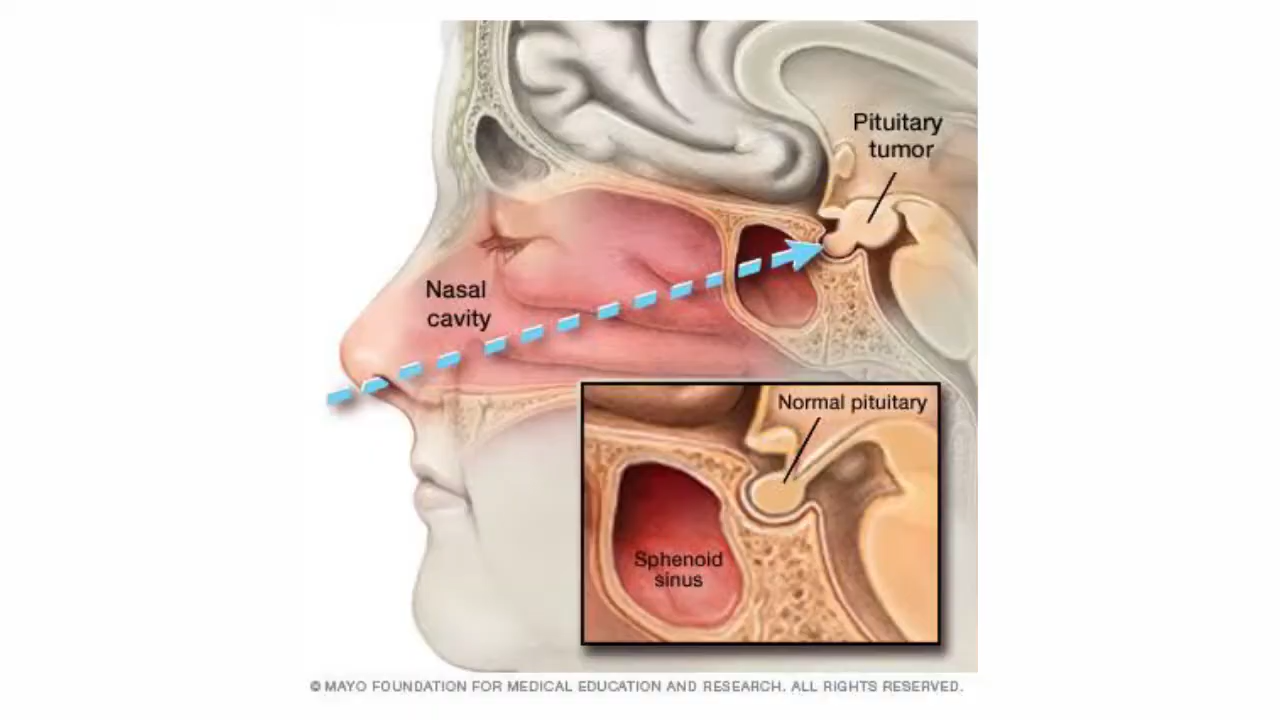 Pituitary
tumor
Nasal
cavity
Normal pituitary
Sphenoid
sinus
© MAYO FOUNDATION FOR MEDICAL EDUCATION AND RESEARCH. ALL RIGHTS RESERVED.